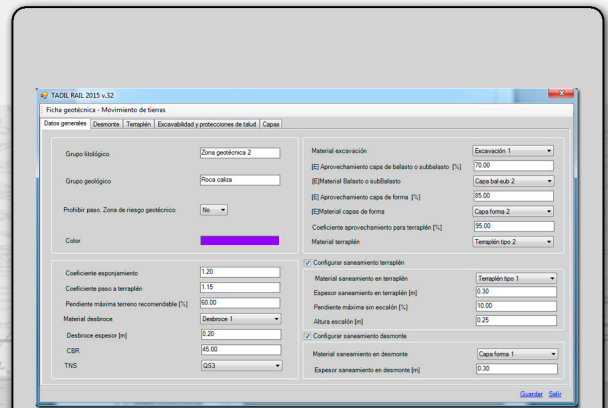 TADIL RAIL 2015 v.32
Ficha geotécnica - Movimiento de tierras
Datos generales Desmonte Terraplén Excavabilidad y protecciones de talud Capas
Grupo litológico Zona geotécnica 2
Grupo geológico Roca caliza
Prohibir paso. Zona de riesgo geotécnico No
Color
Coeficiente esponjamiento 1.20
Coeficiente paso a terraplén 1.15
Pendiente máxima terreno recomendable [%] 60.00
Material desbroce Desbroce 1
Desbroce espesor [m] 0.20
CBR 45.00
TNS QS3
Material excavación Excavación 1
[E] Aprovechamiento capa de balasto o subbalasto [%] 70.00
[E]Material Balasto o subBalasto Capa bal-sub 2
[E] Aprovechamiento capa de forma [%] 85.00
[E]Material capas de forma Capa forma 2
Coeficiente aprovechamiento para terraplén [%] 95.00
Material terraplén Terraplén tipo 2
Configurar saneamiento terraplén
Material saneamiento en terraplén Terraplén tipo 1
Espesor saneamiento en terraplén [m] 0.30
Pendiente máxima sin escalón [%] 10.00
Altura escalón [m] 0.25
Configurar saneamiento desmonte
Material saneamiento en desmonte Capa forma 1
Espesor saneamiento en desmonte [m] 0.30
Guardar Salir